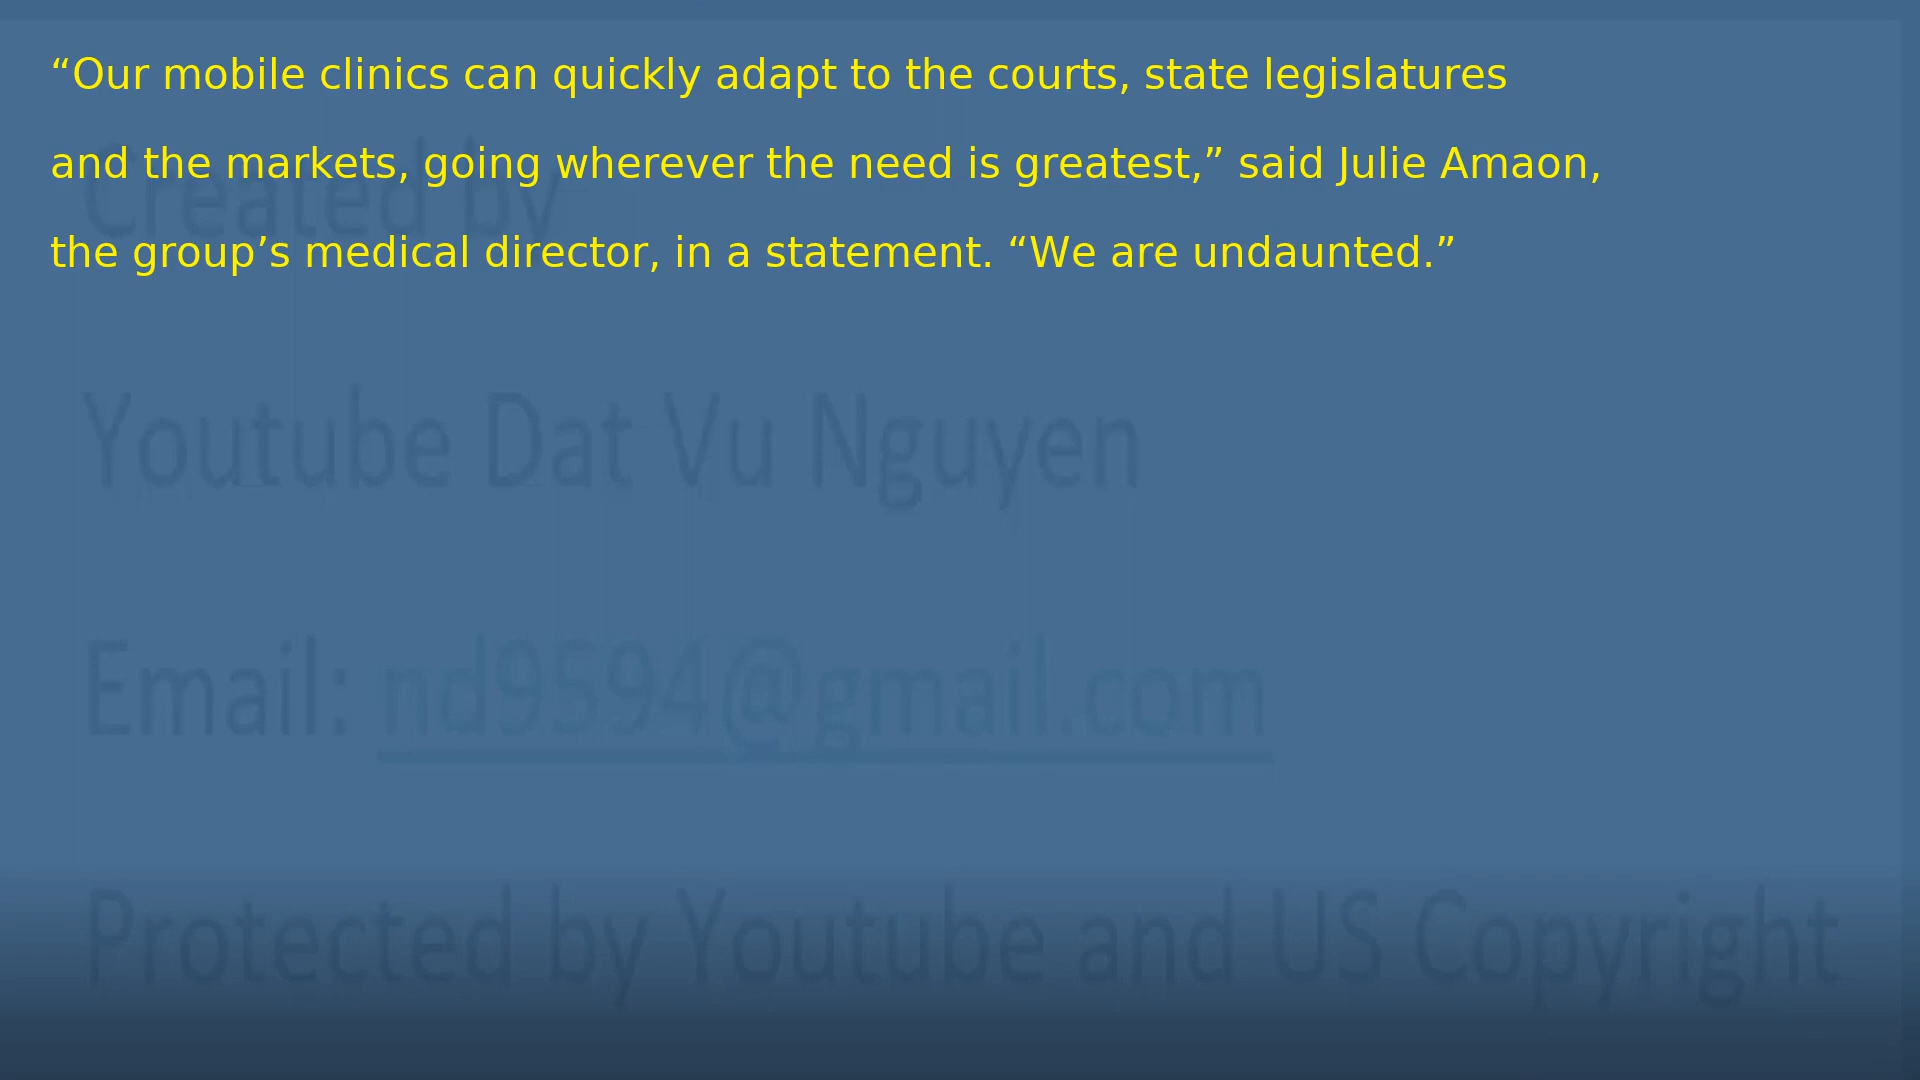 “Our mobile clinics can quickly adapt to the courts, state legislatures
and the markets, going wherever the need is greatest,” said Julie Amaon,
the group’s medical director, in a statement. “We are undaunted.”
Created by
Youtube Dat Vu Nguyen
Email: nd9594@gmail.com
Protected by Youtube and US Copyright